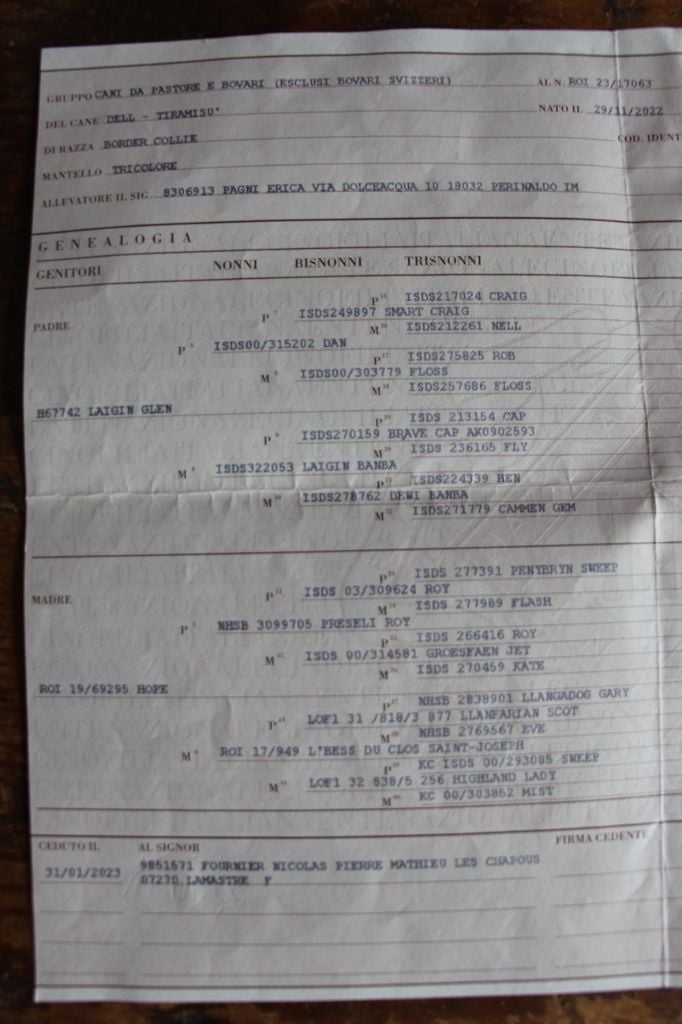 GRUPPO CANI DA PASTORE E BOVARI (ESCLUSI BOVARI SVIZZERI) AL N. ROI 23/17063
DEL CANE DELL - TIRAMISU' NATO IL 29/11/2022
DI RAZZA BORDER COLLIE COD. IDENT
MANTELLO TRICOLORE
ALLEVATORE IL SIG. 8306913 PAGNI ERICA VIA DOLCEACQUA 10 18032 PERINALDO IM
GENEALOGIA
GENITORI NONNI BISNONNI TRISNONNI
P ISDS217024 CRAIG
P ISDS249897 SMART CRAIG
PADRE M ISDS212261 NELL
P ISDS00/315202 DAN
P ISDS275825 ROB
M ISDS00/303779 FLOSS
M ISDS257686 FLOSS
H67742 LAIGIN GLEN
P ISDS 213154 CAP
P ISDS270159 BRAVE CAP AK0902593
M ISDS 236165 FLY
M ISDS322053 LAIGIN BANBA
P ISDS224339 BEN
M ISDS278762 DEWI BANBA
M ISDS271779 CAMMEN GEM
P ISDS 277391 PENYBRYN SWEEP
MADRE P ISDS 03/309624 ROY
M ISDS 277989 FLASH
P NHSB 3099705 PRESELI ROY
P ISDS 266416 ROY
M ISDS 00/314581 GROESFAEN JET
M ISDS 270459 KATE
ROI 19/69295 HOPE
P NHSB 2838901 LLANGADOG GARY
P LOF1 31 /818/3 877 LLANFARIAN SCOT
M NHSB 2769567 EVE
M ROI 17/949 L'BESS DU CLOS SAINT-JOSEPH
P KC ISDS 00/293085 SWEEP
M LOF1 32 838/5 256 HIGHLAND LADY
M KC 00/303852 MIST
CEDUTO IL AL SIGNOR FIRMA CEDENTE
31/01/2023 9851571 FOURNIER NICOLAS PIERRE MATHIEU LES CHAPOUS
07270 LAMASTRE F